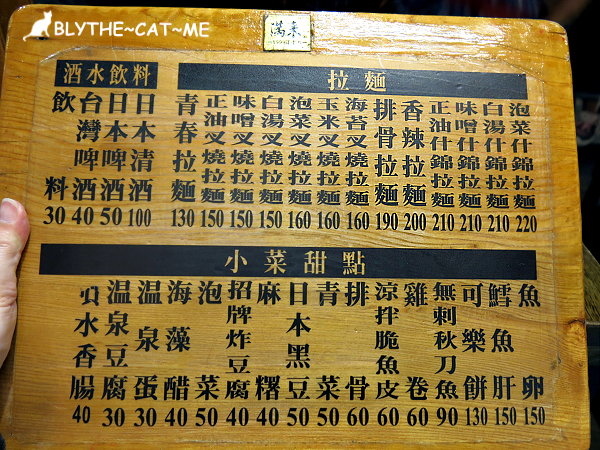 BLYTHE~CAT~ME
滿來
酒水飲料
飲料 30
台灣啤酒 40
日本啤酒 50
日本清酒 100
拉麵
青春拉麵 130
正油叉燒拉麵 150
味噌叉燒拉麵 150
白湯叉燒拉麵 150
泡菜叉燒拉麵 160
玉米叉燒拉麵 160
海苔叉燒拉麵 160
排骨拉麵 190
香辣拉麵 200
正油什錦拉麵 210
味噌什錦拉麵 210
白湯什錦拉麵 210
泡菜什錦拉麵 220
小菜甜點
水香腸 40
温泉豆腐 30
温泉蛋 30
海藻醋 40
泡菜 50
招牌炸豆腐 40
麻糬 40
日本黑豆 50
青菜 50
排骨 60
涼拌脆魚皮 60
雞卷 60
無刺秋刀魚 90
可樂餅 130
鱈魚肝 150
魚卵 150